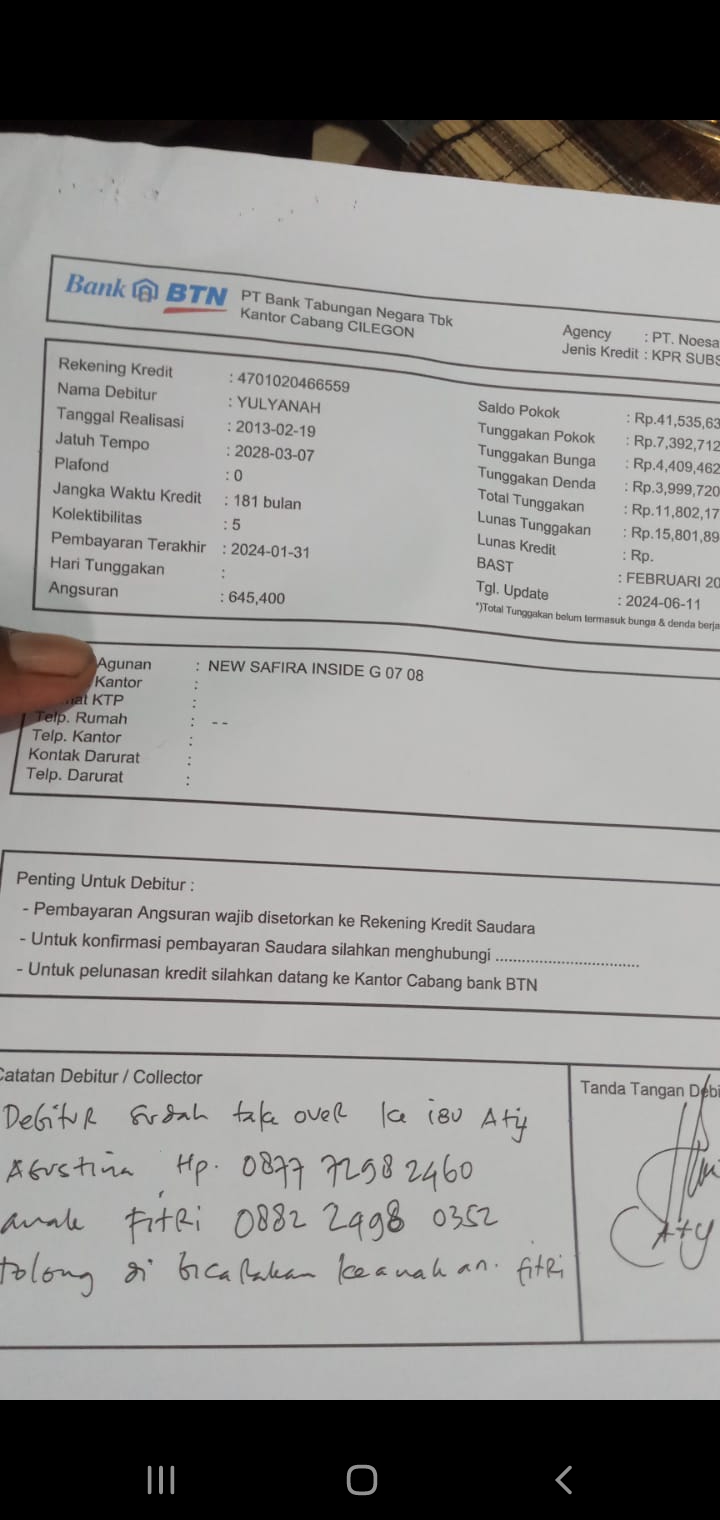 Bank BTN
PT Bank Tabungan Negara Tbk
Kantor Cabang CILEGON
Agency : PT. Noesa
Jenis Kredit : KPR SUBS
Rekening Kredit : 4701020466559
Nama Debitur : YULYANAH
Tanggal Realisasi : 2013-02-19
Jatuh Tempo : 2028-03-07
Plafond : 0
Jangka Waktu Kredit : 181 bulan
Kolektibilitas : 5
Pembayaran Terakhir : 2024-01-31
Hari Tunggakan :
Angsuran : 645,400
Saldo Pokok : Rp.41,535,63
Tunggakan Pokok : Rp.7,392,712
Tunggakan Bunga : Rp.4,409,462
Tunggakan Denda : Rp.3,999,720
Total Tunggakan : Rp.11,802,17
Lunas Tunggakan : Rp.15,801,89
Lunas Kredit : Rp.
BAST : FEBRUARI 20
Tgl. Update : 2024-06-11
*)Total Tunggakan belum termasuk bunga & denda berja
Agunan : NEW SAFIRA INSIDE G 07 08
Kantor :
mat KTP :
Telp. Rumah : - -
Telp. Kantor :
Kontak Darurat :
Telp. Darurat :
Penting Untuk Debitur :
- Pembayaran Angsuran wajib disetorkan ke Rekening Kredit Saudara
- Untuk konfirmasi pembayaran Saudara silahkan menghubungi ................................
- Untuk pelunasan kredit silahkan datang ke Kantor Cabang bank BTN
Catatan Debitur / Collector
Tanda Tangan Debi
Debitur sudah take over ke ibu Aty
Agustina Hp. 0877 7298 2460
anak Fitri 0882 2498 0352
tolong di bicarakan keanak an. fitri
Aty